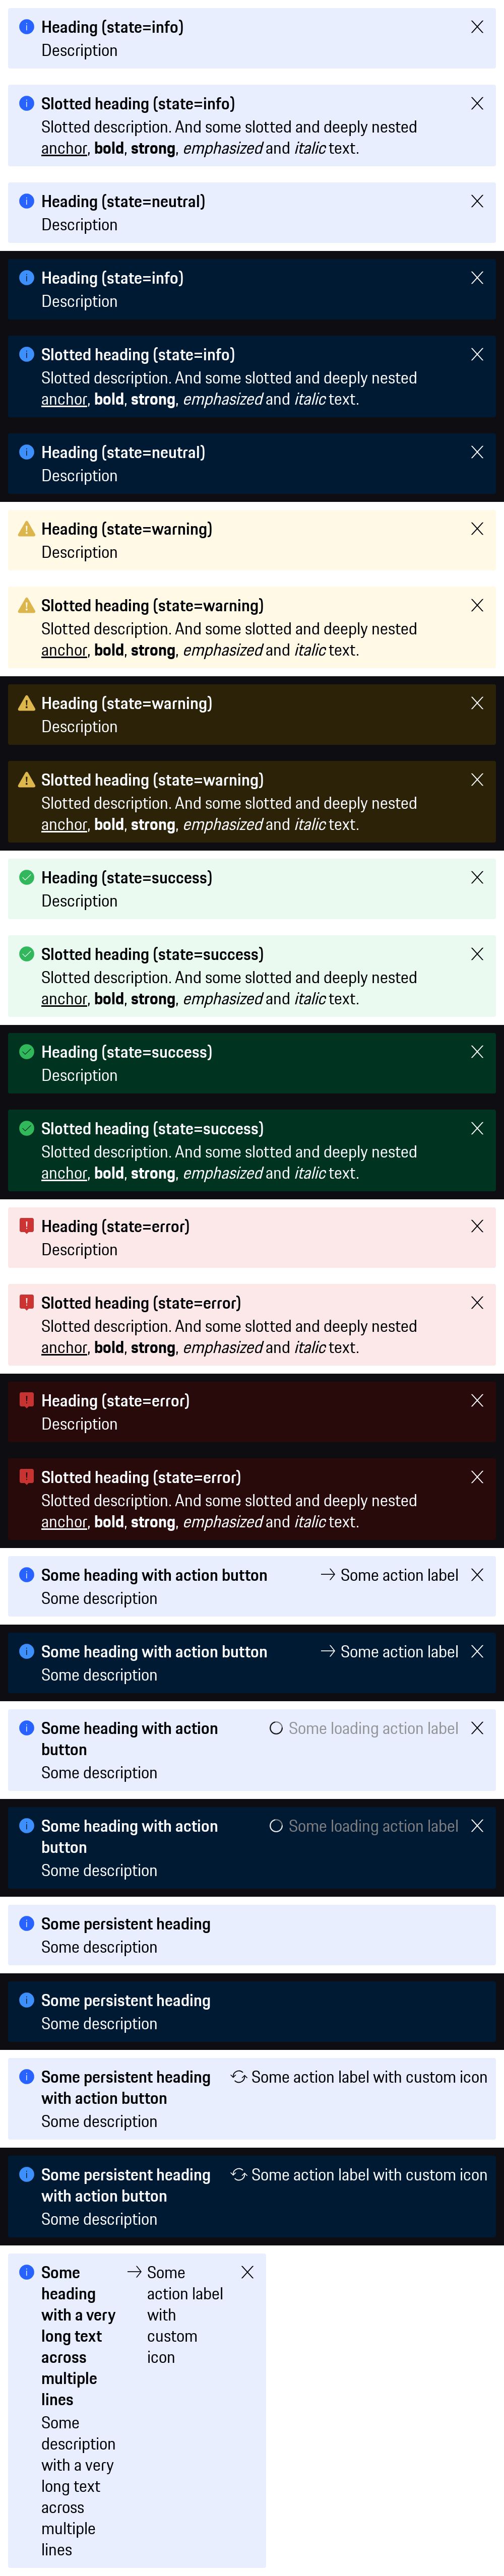 Heading (state=info)
Description
Slotted heading (state=info)
Slotted description. And some slotted and deeply nested
anchor, bold, strong, emphasized and italic text.
Heading (state=neutral)
Description
Heading (state=info)
Description
Slotted heading (state=info)
Slotted description. And some slotted and deeply nested
anchor, bold, strong, emphasized and italic text.
Heading (state=neutral)
Description
Heading (state=warning)
Description
Slotted heading (state=warning)
Slotted description. And some slotted and deeply nested
anchor, bold, strong, emphasized and italic text.
Heading (state=warning)
Description
Slotted heading (state=warning)
Slotted description. And some slotted and deeply nested
anchor, bold, strong, emphasized and italic text.
Heading (state=success)
Description
Slotted heading (state=success)
Slotted description. And some slotted and deeply nested
anchor, bold, strong, emphasized and italic text.
Heading (state=success)
Description
Slotted heading (state=success)
Slotted description. And some slotted and deeply nested
anchor, bold, strong, emphasized and italic text.
Heading (state=error)
Description
Slotted heading (state=error)
Slotted description. And some slotted and deeply nested
anchor, bold, strong, emphasized and italic text.
Heading (state=error)
Description
Slotted heading (state=error)
Slotted description. And some slotted and deeply nested
anchor, bold, strong, emphasized and italic text.
Some heading with action button
Some description
Some action label
Some heading with action button
Some description
Some action label
Some heading with action
button
Some description
Some loading action label
Some heading with action
button
Some description
Some loading action label
Some persistent heading
Some description
Some persistent heading
Some description
Some persistent heading
with action button
Some description
Some action label with custom icon
Some persistent heading
with action button
Some description
Some action label with custom icon
Some
heading
with a very
long text
across
multiple
lines
Some
description
with a very
long text
across
multiple
lines
Some
action label
with
custom
icon